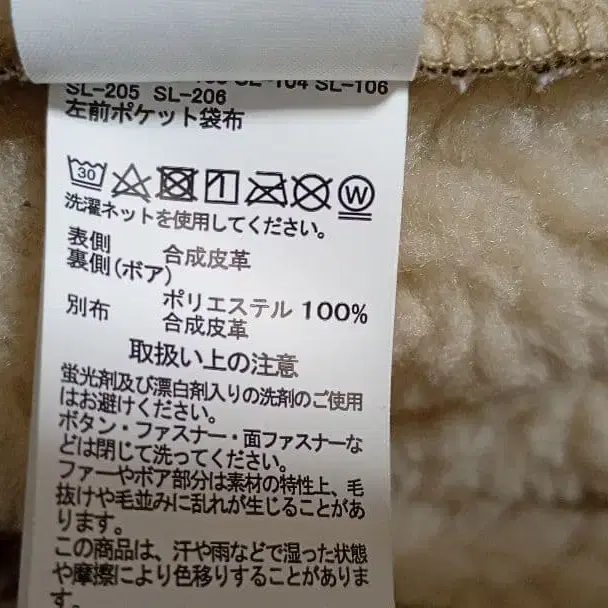 SL-104 SL-106
SL-205 SL-206
左前ポケット袋布
30
W
洗濯ネットを使用してください。
表側 合成皮革
裏側(ボア)
ポリエステル 100%
別布 合成皮革
取扱い上の注意
蛍光剤及び漂白剤入りの洗剤のご使用
はお避けください。
ボタン・ファスナー・面ファスナーな
どは閉じて洗ってください。
ファーやボア部分は素材の特性上、毛
抜けや毛並みに乱れが生じることがあ
ります。
この商品は、汗や雨などで湿った状態
や摩擦により色移りすることがありま
す。